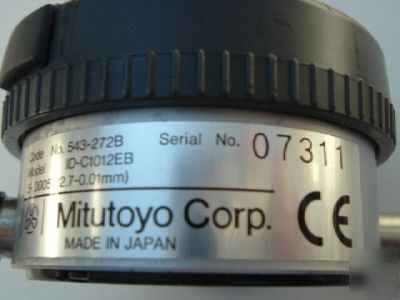 Code No. 543-272B Serial No. 07311
Model ID-C1012EB
2.7-0.01mm)
Mitutoyo Corp. CE
MADE IN JAPAN